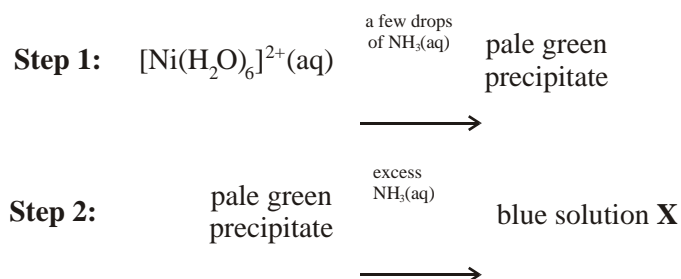 a few drops
of NH₃(aq)
Step 1: [Ni(H₂O)₆]²⁺(aq) pale green
precipitate
excess
NH₃(aq)
Step 2: pale green
precipitate
blue solution X